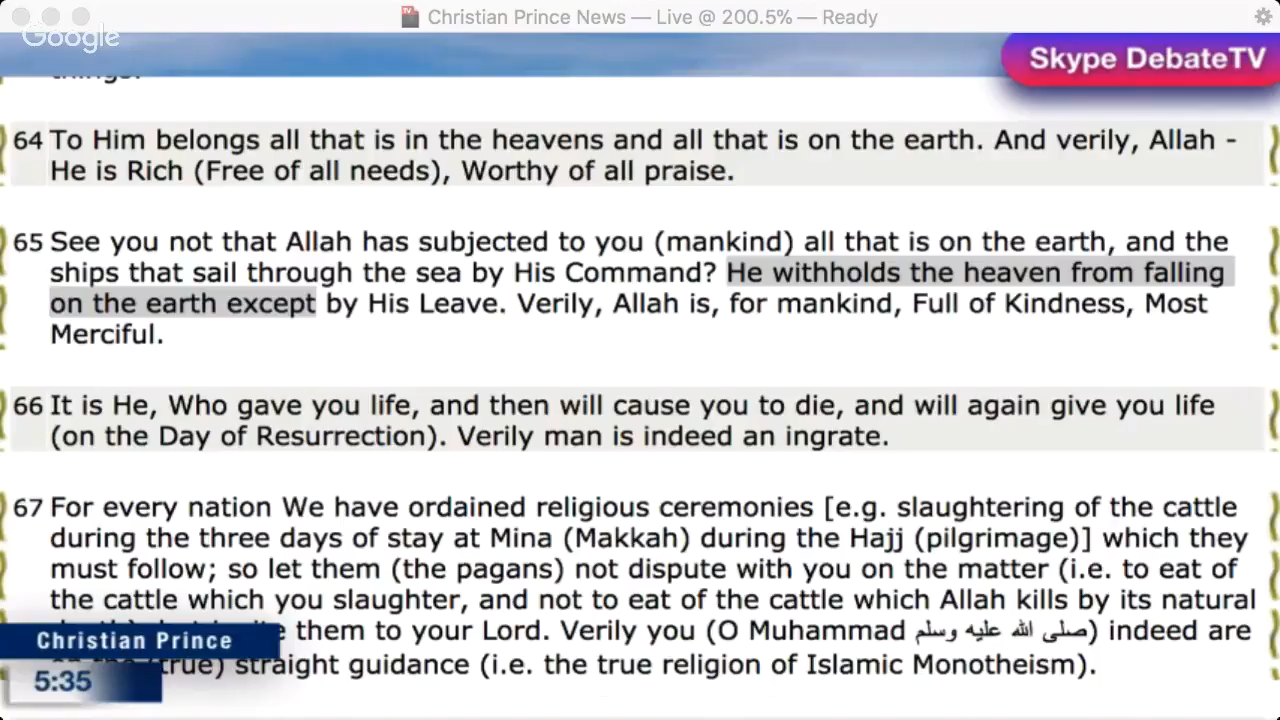 Christian Prince News — Live @ 200.5% — Ready
Google
Skype DebateTV
things.
64 To Him belongs all that is in the heavens and all that is on the earth. And verily, Allah -
He is Rich (Free of all needs), Worthy of all praise.
65 See you not that Allah has subjected to you (mankind) all that is on the earth, and the
ships that sail through the sea by His Command? He withholds the heaven from falling
on the earth except by His Leave. Verily, Allah is, for mankind, Full of Kindness, Most
Merciful.
66 It is He, Who gave you life, and then will cause you to die, and will again give you life
(on the Day of Resurrection). Verily man is indeed an ingrate.
67 For every nation We have ordained religious ceremonies [e.g. slaughtering of the cattle
during the three days of stay at Mina (Makkah) during the Hajj (pilgrimage)] which they
must follow; so let them (the pagans) not dispute with you on the matter (i.e. to eat of
the cattle which you slaughter, and not to eat of the cattle which Allah kills by its natural
them to your Lord. Verily you (O Muhammad صلى الله عليه وسلم) indeed are
(true) straight guidance (i.e. the true religion of Islamic Monotheism).
Christian Prince
5:35